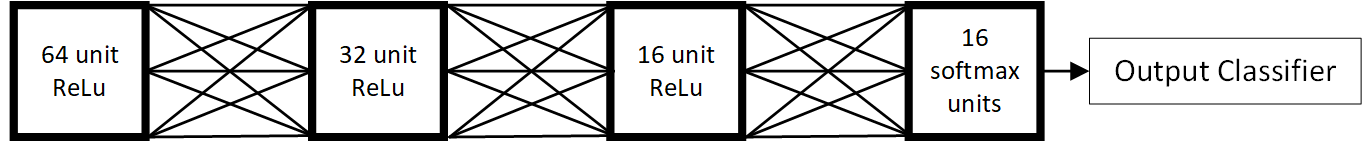 64 unit
ReLu
32 unit
ReLu
16 unit
ReLu
16
softmax
units
Output Classifier